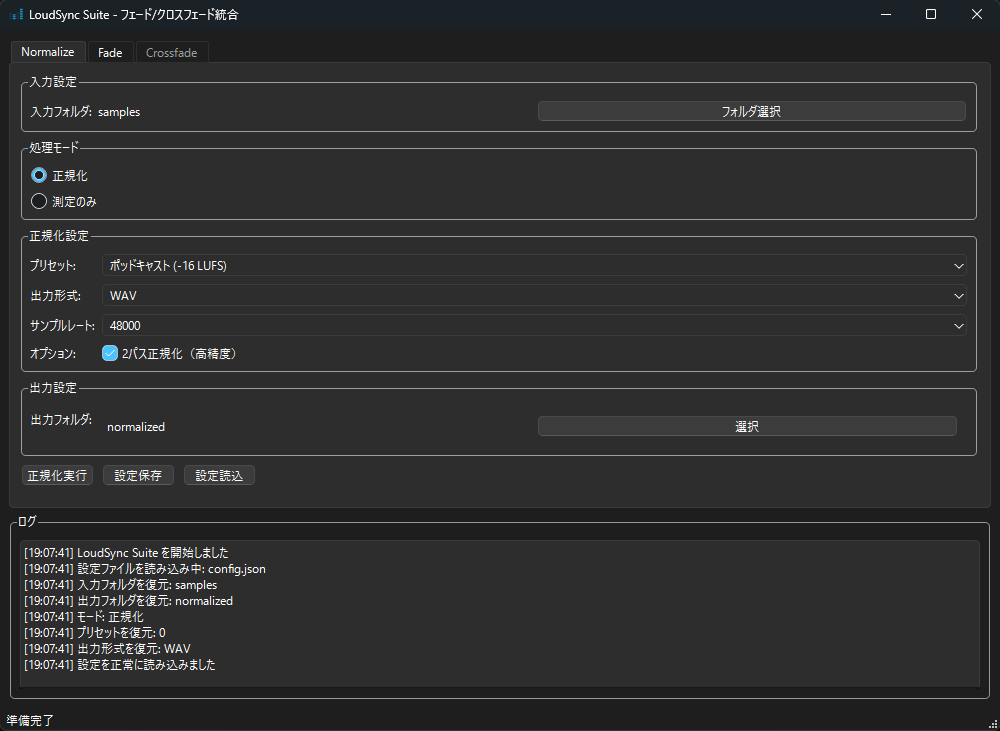 LoudSync Suite - フェード/クロスフェード統合
Normalize Fade Crossfade
入力設定
入力フォルダ: samples フォルダ選択
処理モード
正規化
測定のみ
正規化設定
プリセット: ポッドキャスト (-16 LUFS)
出力形式: WAV
サンプルレート: 48000
オプション: 2パス正規化（高精度）
出力設定
出力フォルダ: normalized 選択
正規化実行 設定保存 設定読込
ログ
[19:07:41] LoudSync Suite を開始しました
[19:07:41] 設定ファイルを読み込み中: config.json
[19:07:41] 入力フォルダを復元: samples
[19:07:41] 出力フォルダを復元: normalized
[19:07:41] モード: 正規化
[19:07:41] プリセットを復元: 0
[19:07:41] 出力形式を復元: WAV
[19:07:41] 設定を正常に読み込みました
準備完了